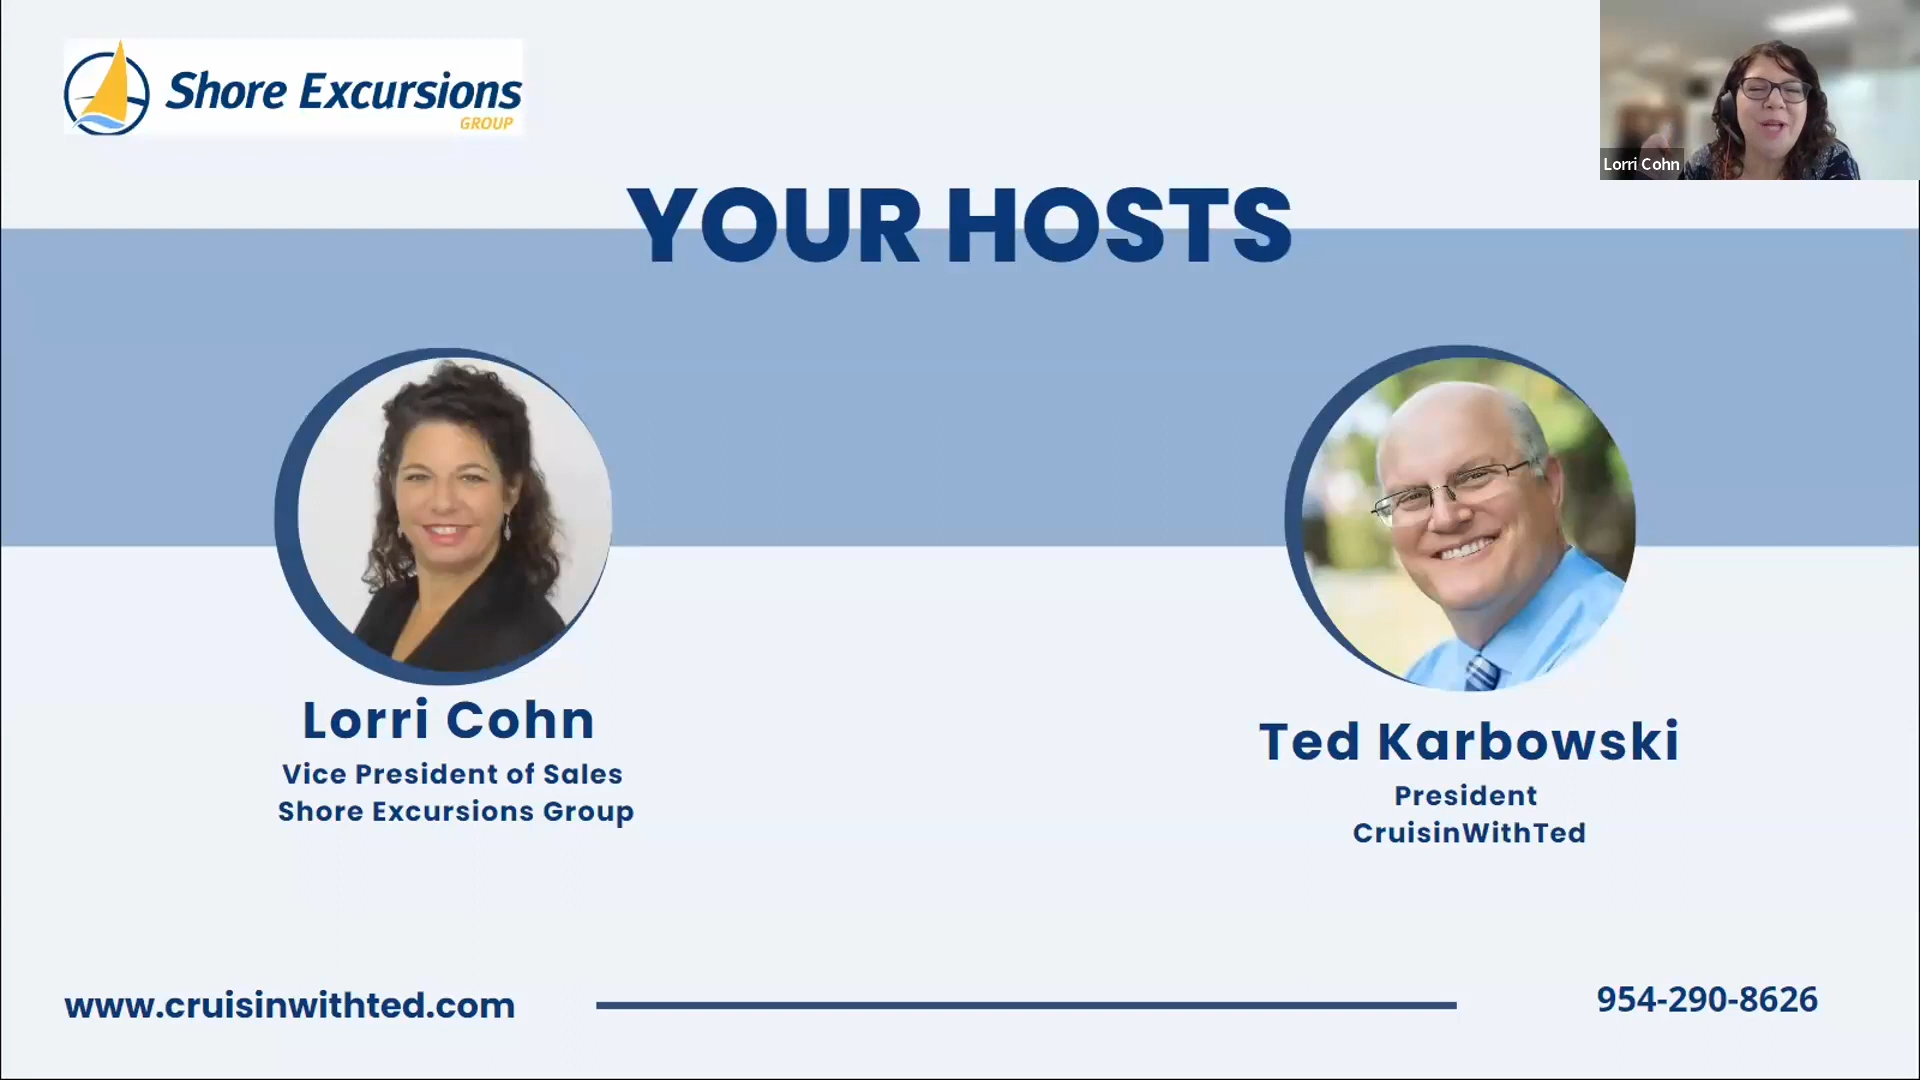 Shore Excursions
GROUP
Lorri Cohn
YOUR HOSTS
Lorri Cohn
Vice President of Sales
Shore Excursions Group
Ted Karbowski
President
CruisinWithTed
www.cruisinwithted.com
954-290-8626